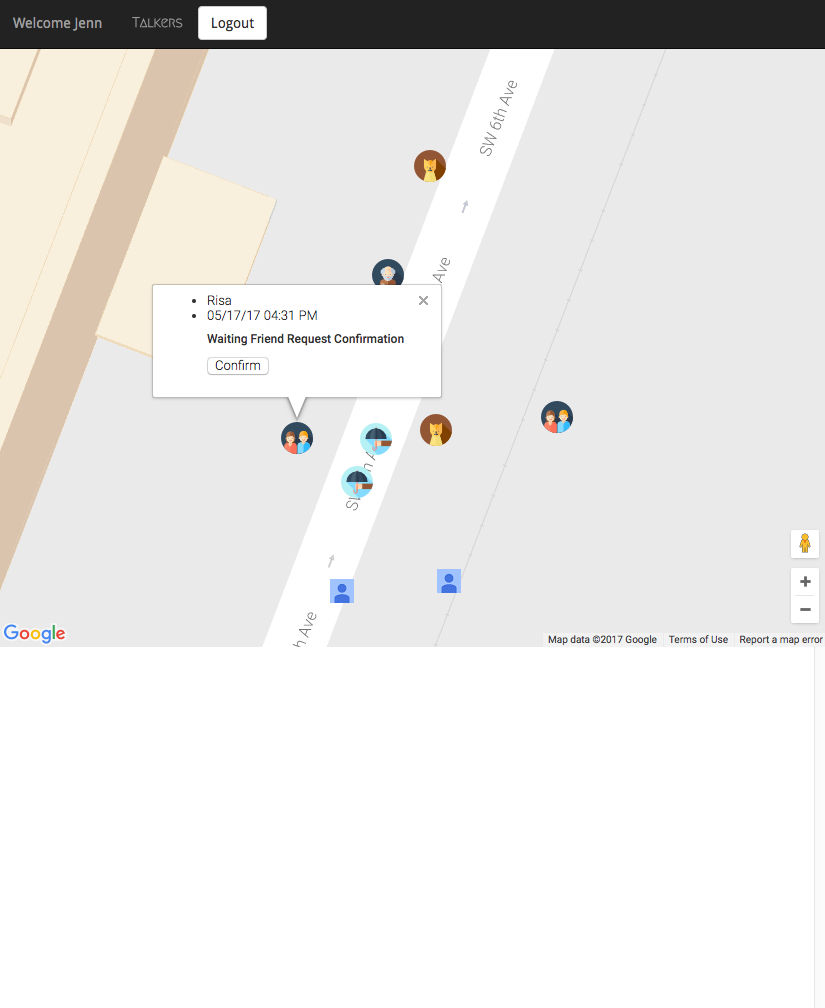 Welcome Jenn TALKERS Logout
SW 6th Ave
Ave
Risa
05/17/17 04:31 PM
Waiting Friend Request Confirmation
Confirm
h Ave
Google
Map data ©2017 Google Terms of Use Report a map error